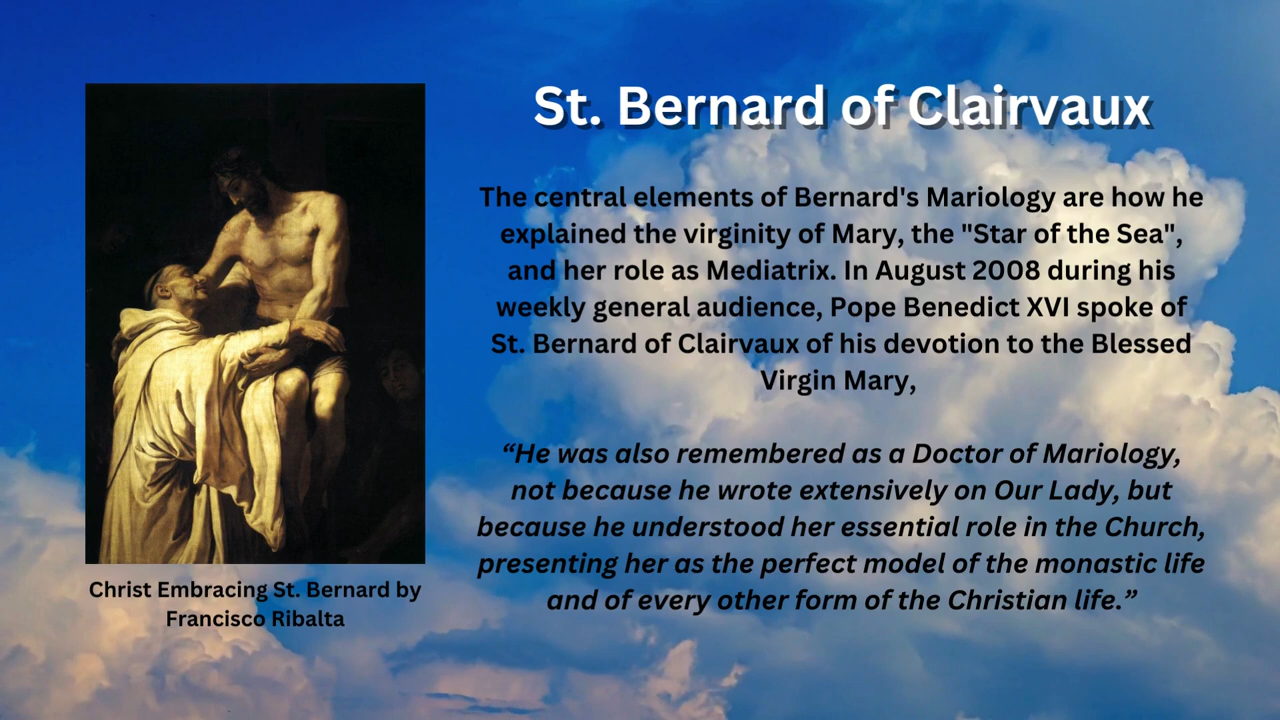 St. Bernard of Clairvaux
The central elements of Bernard's Mariology are how he
explained the virginity of Mary, the "Star of the Sea",
and her role as Mediatrix. In August 2008 during his
weekly general audience, Pope Benedict XVI spoke of
St. Bernard of Clairvaux of his devotion to the Blessed
Virgin Mary,
“He was also remembered as a Doctor of Mariology,
not because he wrote extensively on Our Lady, but
because he understood her essential role in the Church,
presenting her as the perfect model of the monastic life
and of every other form of the Christian life.”
Christ Embracing St. Bernard by
Francisco Ribalta